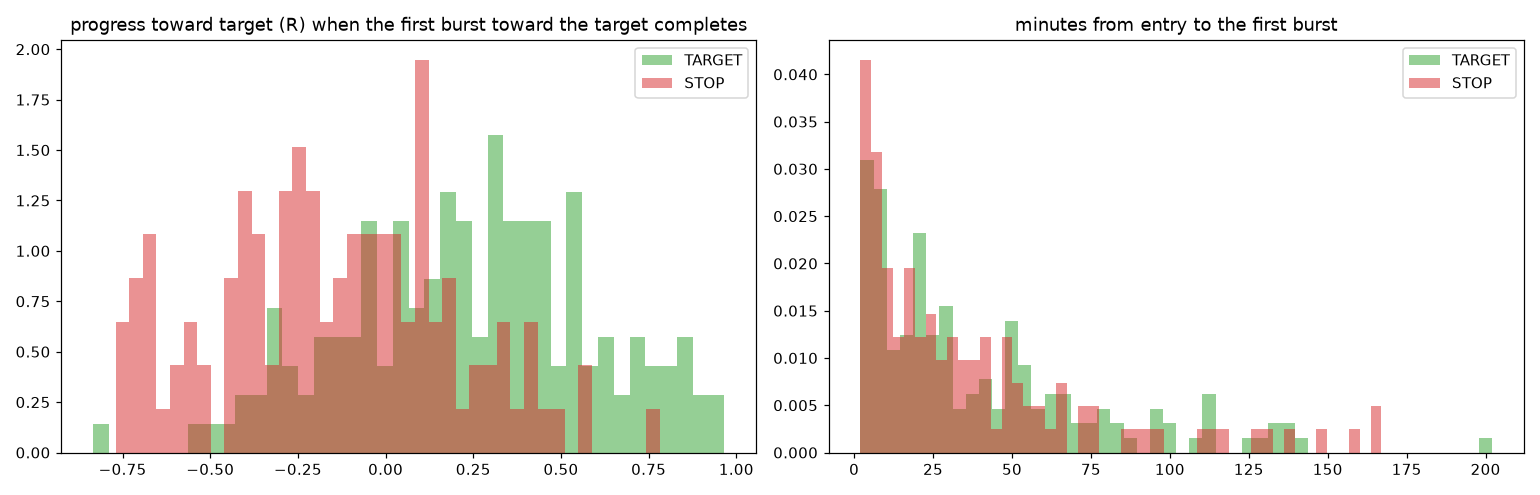 progress toward target (R) when the first burst toward the target completes
2.00
1.75
1.50
1.25
1.00
0.75
0.50
0.25
0.00
−0.75 −0.50 −0.25 0.00 0.25 0.50 0.75 1.00
TARGET
STOP
minutes from entry to the first burst
0.040
0.035
0.030
0.025
0.020
0.015
0.010
0.005
0.000
0 25 50 75 100 125 150 175 200
TARGET
STOP